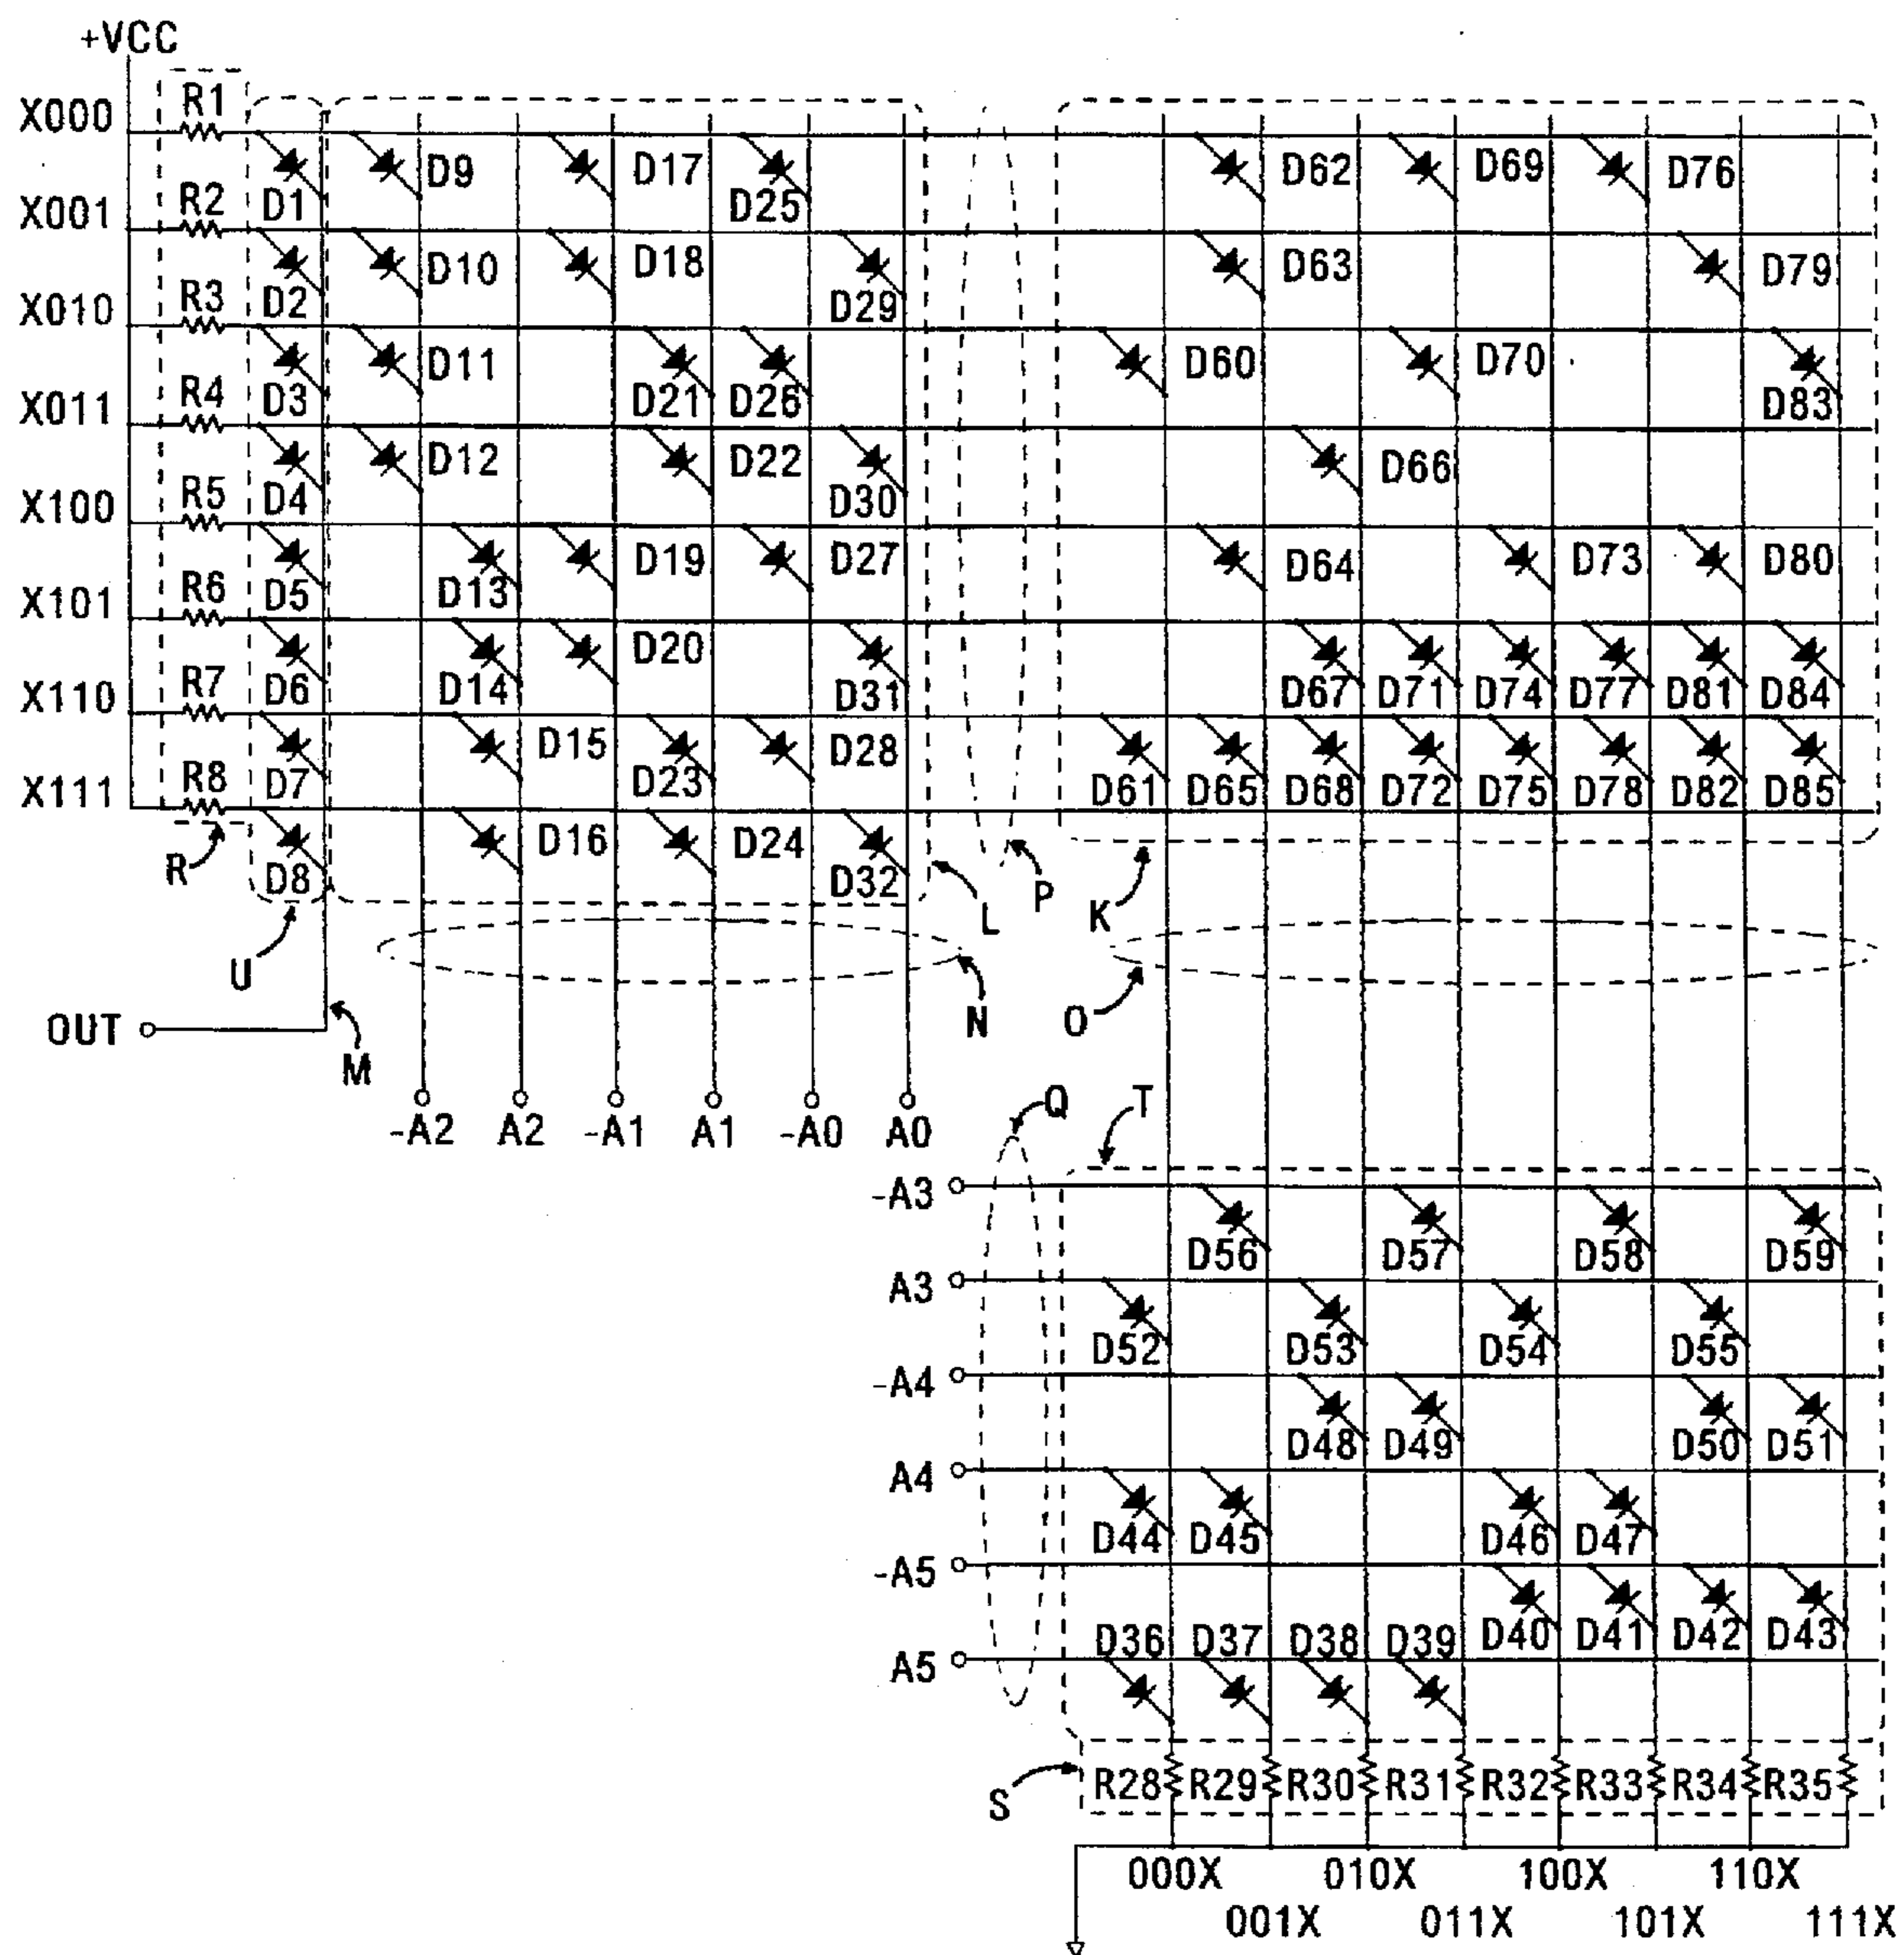 +VCC
X000 R1
D1 D9 D17 D25 D62 D69 D76
X001 R2
D2 D10 D18 D29 D63 D79
X010 R3
D3 D11 D21 D26 D60 D70 D83
X011 R4
D4 D12 D22 D30 D66
X100 R5
D5 D13 D19 D27 D64 D73 D80
X101 R6
D6 D14 D20 D31 D67 D71 D74 D77 D81 D84
X110 R7
D7 D15 D23 D28 D61 D65 D68 D72 D75 D78 D82 D85
X111 R8
D8 D16 D24 D32
R U L P K
OUT M N O
-A2 A2 -A1 A1 -A0 A0
Q T
-A3
D56 D57 D58 D59
A3
D52 D53 D54 D55
-A4
D48 D49 D50 D51
A4
D44 D45 D46 D47
-A5
D40 D41 D42 D43
D36 D37 D38 D39
A5
S R28 R29 R30 R31 R32 R33 R34 R35
000X 010X 100X 110X
001X 011X 101X 111X